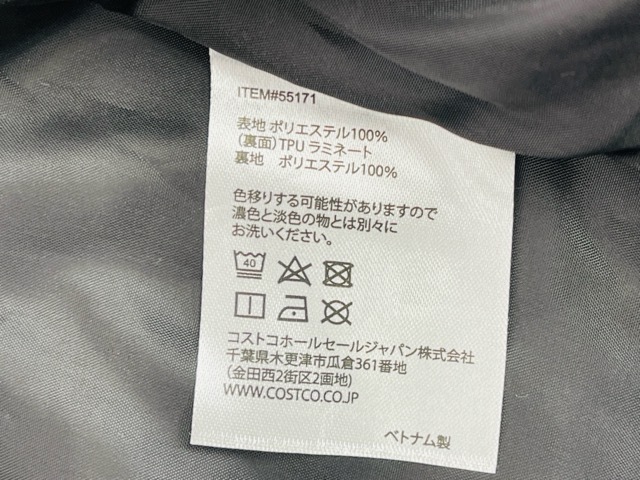 ITEM#55171
表地 ポリエステル100%
(裏面)TPU ラミネート
裏地 ポリエステル100%
色移りする可能性がありますので
濃色と淡色の物とは別々に
お洗いください。
40
コストコホールセールジャパン株式会社
千葉県木更津市瓜倉361番地
(金田西2街区2画地)
WWW.COSTCO.CO.JP
ベトナム製